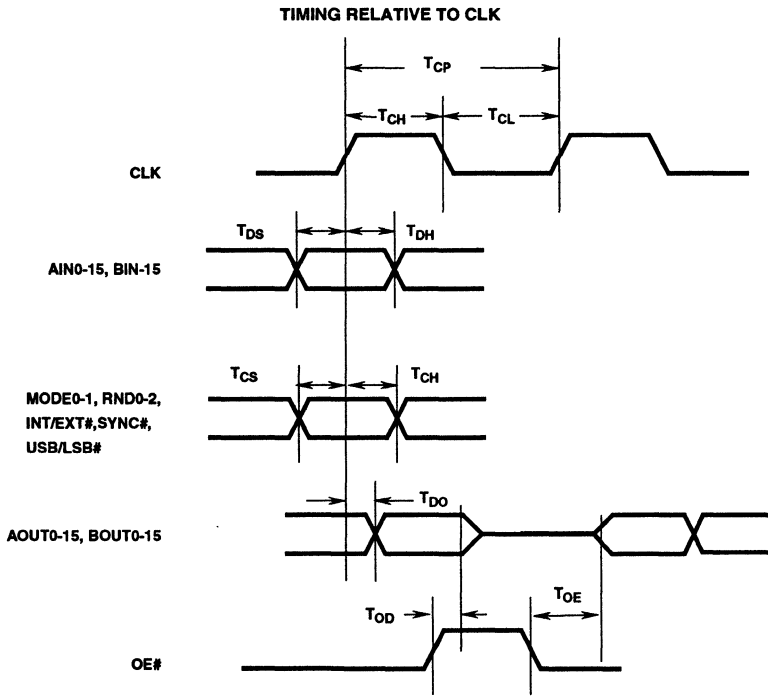 TIMING RELATIVE TO CLK
TCP
TCH
TCL
CLK
TDS
TDH
AIN0-15, BIN-15
TCS
TCH
MODE0-1, RND0-2,
INT/EXT#,SYNC#,
USB/LSB#
TDO
AOUT0-15, BOUT0-15
TOE
TOD
OE#